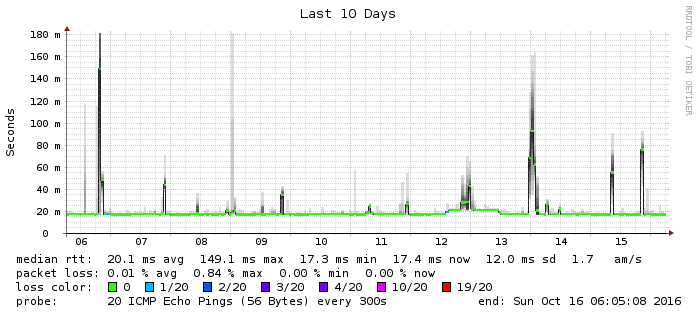 Last 10 Days
RRDTOOL / TOBI OETIKER
Seconds
180 m
160 m
140 m
120 m
100 m
80 m
60 m
40 m
20 m
0
06 07 08 09 10 11 12 13 14 15
median rtt: 20.1 ms avg 149.1 ms max 17.3 ms min 17.4 ms now 12.0 ms sd 1.7 am/s
packet loss: 0.01 % avg 0.84 % max 0.00 % min 0.00 % now
loss color: 0 1/20 2/20 3/20 4/20 10/20 19/20
probe: 20 ICMP Echo Pings (56 Bytes) every 300s end: Sun Oct 16 06:05:08 2016